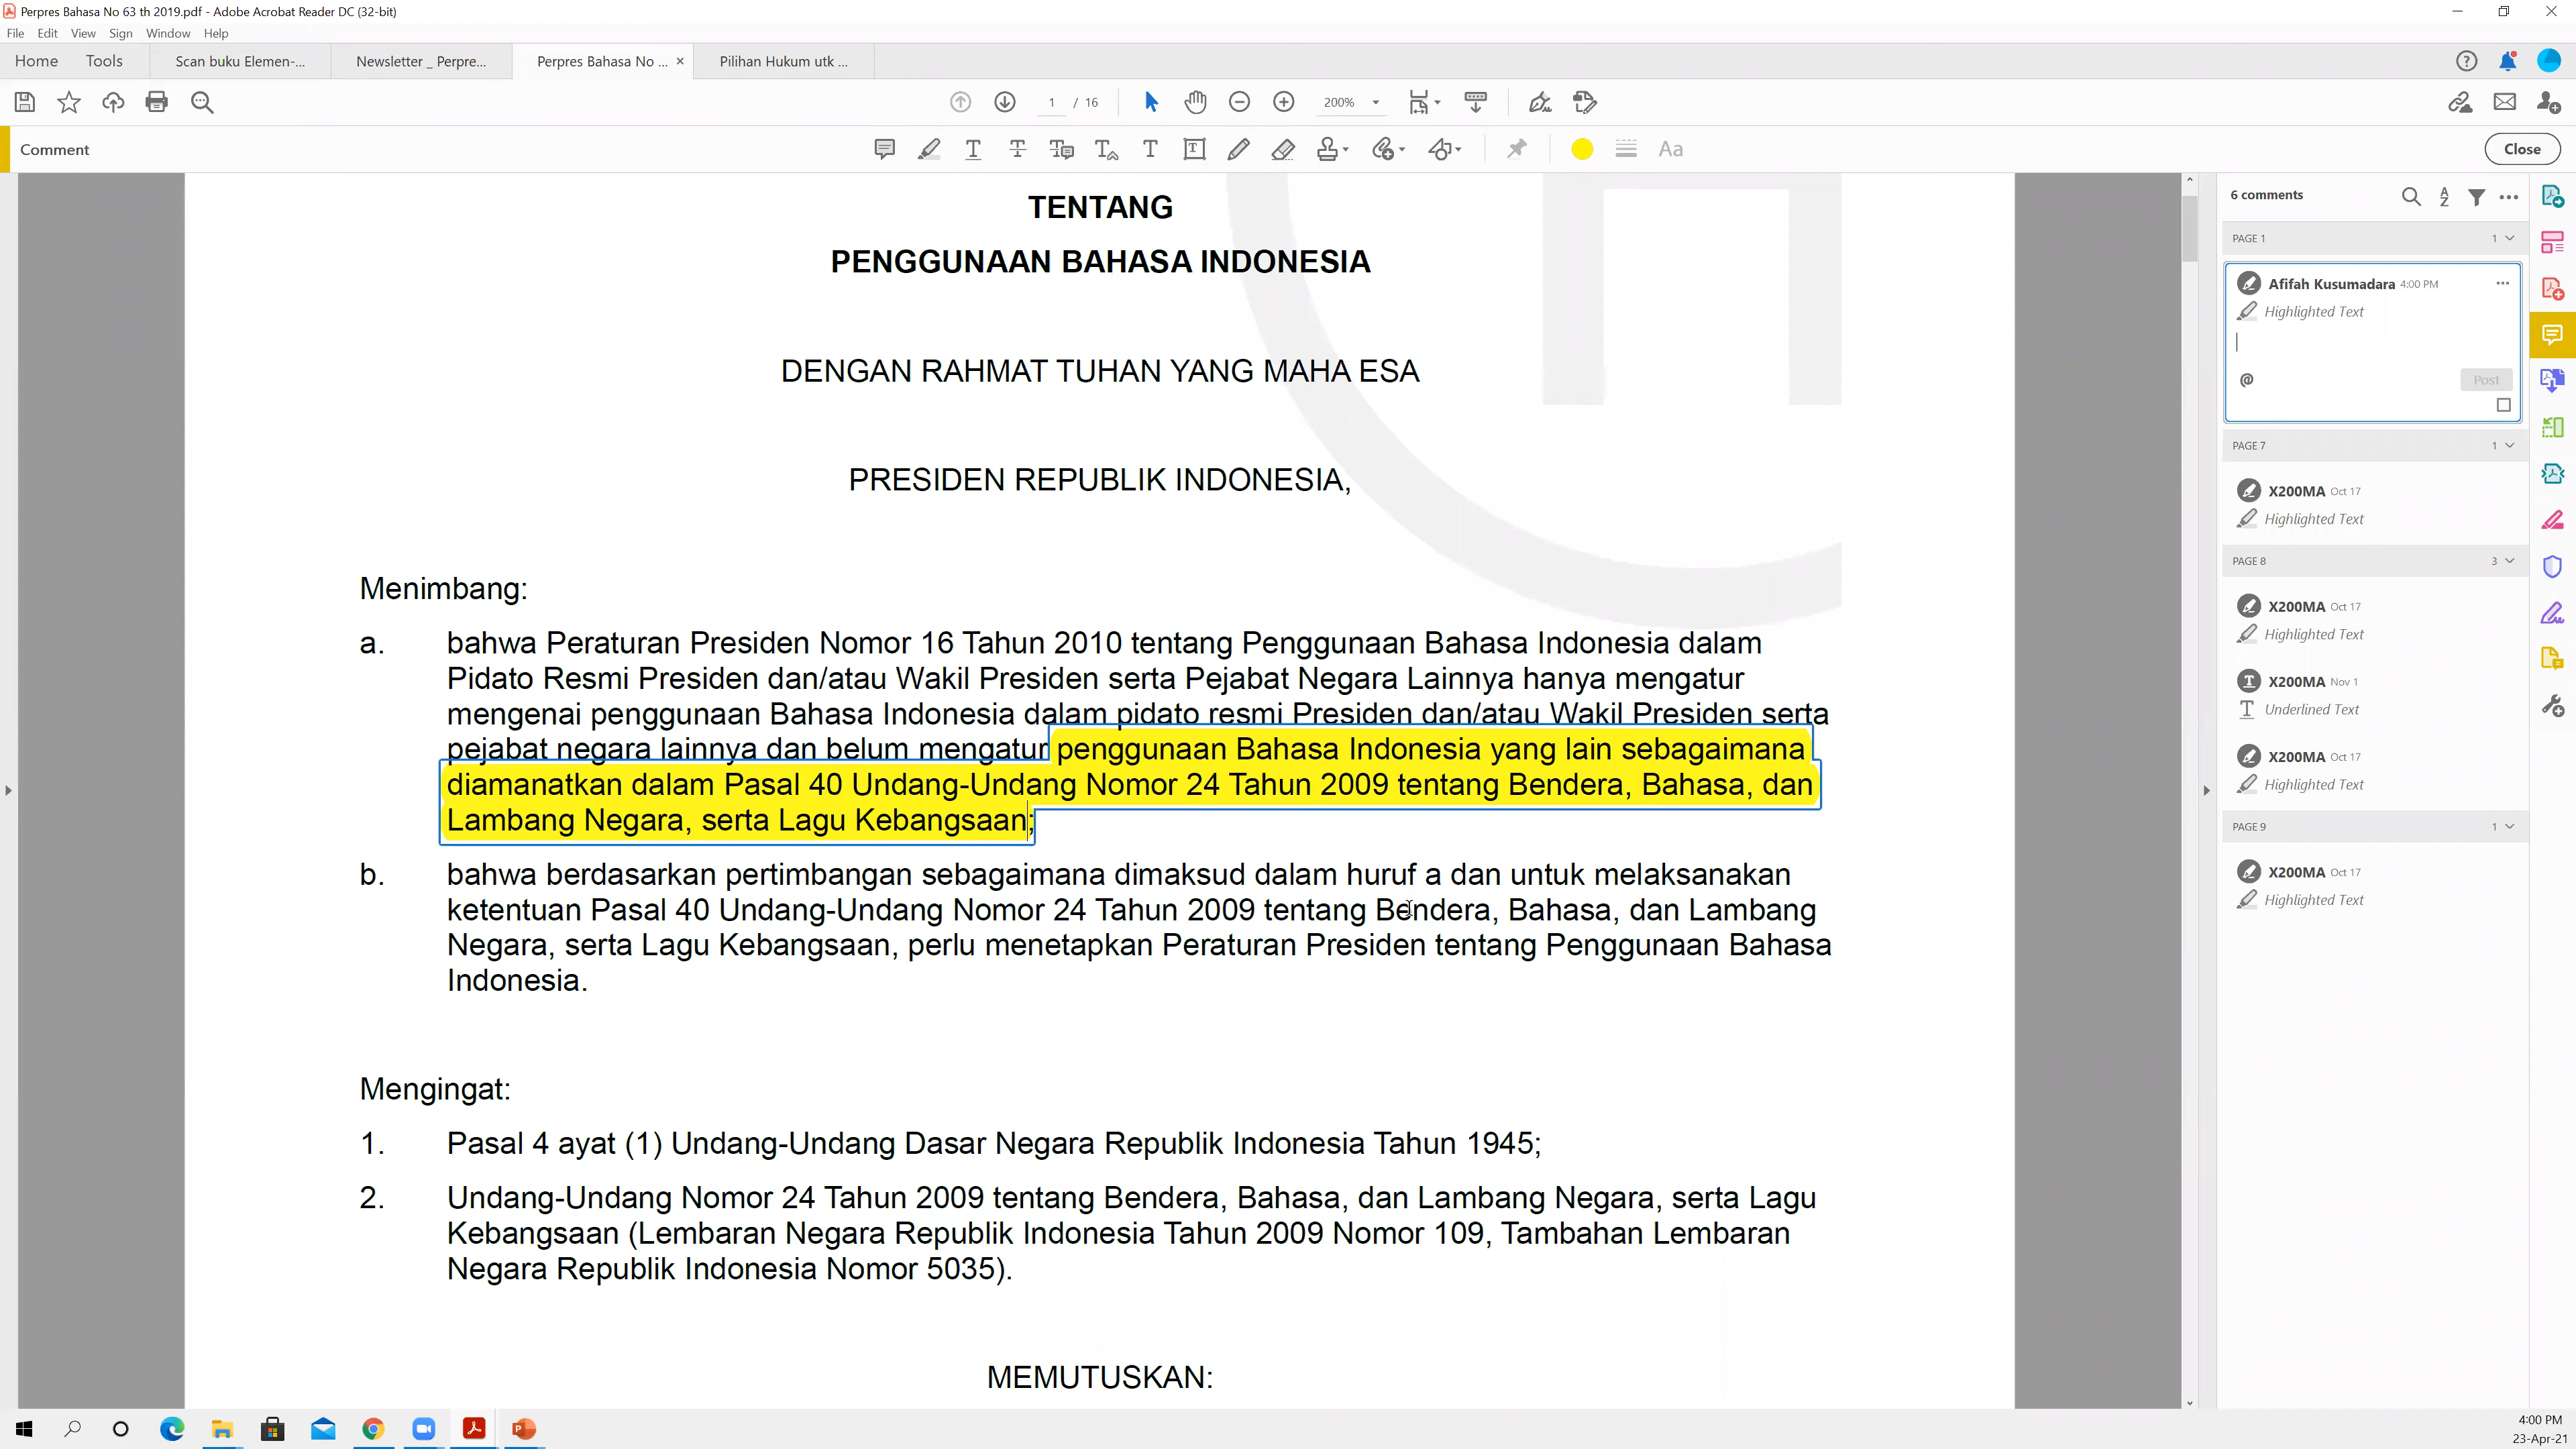 Perpres Bahasa No 63 th 2019.pdf - Adobe Acrobat Reader DC (32-bit)
File Edit View Sign Window Help
Home Tools Scan buku Elemen-... Newsletter _ Perpre... Perpres Bahasa No ... × Pilihan Hukum utk ...
1 / 16 200%
Comment Aa Close
TENTANG
PENGGUNAAN BAHASA INDONESIA
DENGAN RAHMAT TUHAN YANG MAHA ESA
PRESIDEN REPUBLIK INDONESIA,
Menimbang:
a. bahwa Peraturan Presiden Nomor 16 Tahun 2010 tentang Penggunaan Bahasa Indonesia dalam
Pidato Resmi Presiden dan/atau Wakil Presiden serta Pejabat Negara Lainnya hanya mengatur
mengenai penggunaan Bahasa Indonesia dalam pidato resmi Presiden dan/atau Wakil Presiden serta
pejabat negara lainnya dan belum mengatur penggunaan Bahasa Indonesia yang lain sebagaimana
diamanatkan dalam Pasal 40 Undang-Undang Nomor 24 Tahun 2009 tentang Bendera, Bahasa, dan
Lambang Negara, serta Lagu Kebangsaan;
b. bahwa berdasarkan pertimbangan sebagaimana dimaksud dalam huruf a dan untuk melaksanakan
ketentuan Pasal 40 Undang-Undang Nomor 24 Tahun 2009 tentang Bendera, Bahasa, dan Lambang
Negara, serta Lagu Kebangsaan, perlu menetapkan Peraturan Presiden tentang Penggunaan Bahasa
Indonesia.
Mengingat:
1. Pasal 4 ayat (1) Undang-Undang Dasar Negara Republik Indonesia Tahun 1945;
2. Undang-Undang Nomor 24 Tahun 2009 tentang Bendera, Bahasa, dan Lambang Negara, serta Lagu
Kebangsaan (Lembaran Negara Republik Indonesia Tahun 2009 Nomor 109, Tambahan Lembaran
Negara Republik Indonesia Nomor 5035).
MEMUTUSKAN:
6 comments
PAGE 1 1
Afifah Kusumadara 4:00 PM
Highlighted Text
@ Post
PAGE 7 1
X200MA Oct 17
Highlighted Text
PAGE 8 3
X200MA Oct 17
Highlighted Text
X200MA Nov 1
Underlined Text
X200MA Oct 17
Highlighted Text
PAGE 9 1
X200MA Oct 17
Highlighted Text
4:00 PM
23-Apr-21